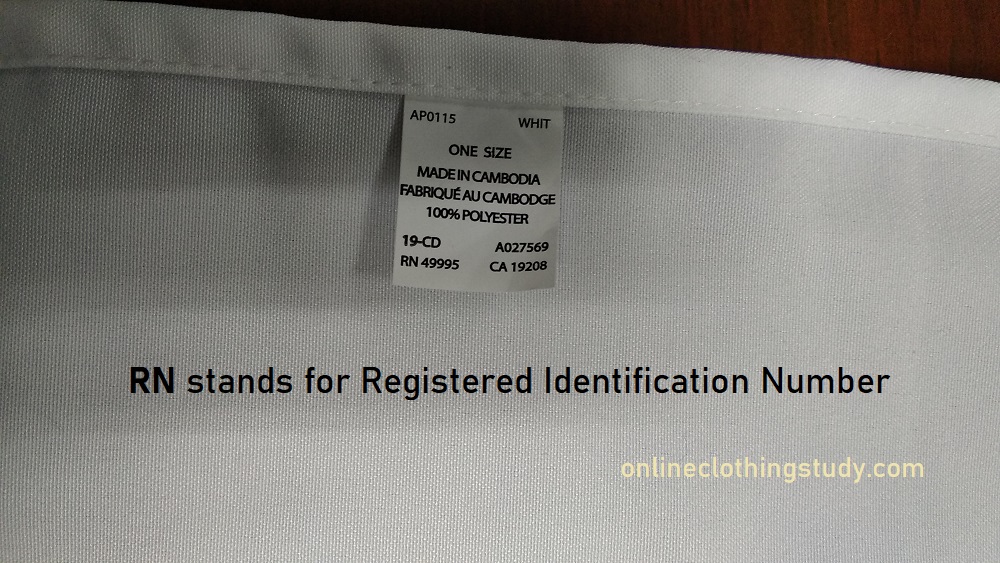 AP0115 WHIT
ONE SIZE
MADE IN CAMBODIA
FABRIQUÉ AU CAMBODGE
100% POLYESTER
19-CD A027569
RN 49995 CA 19208
RN stands for Registered Identification Number
onlineclothingstudy.com